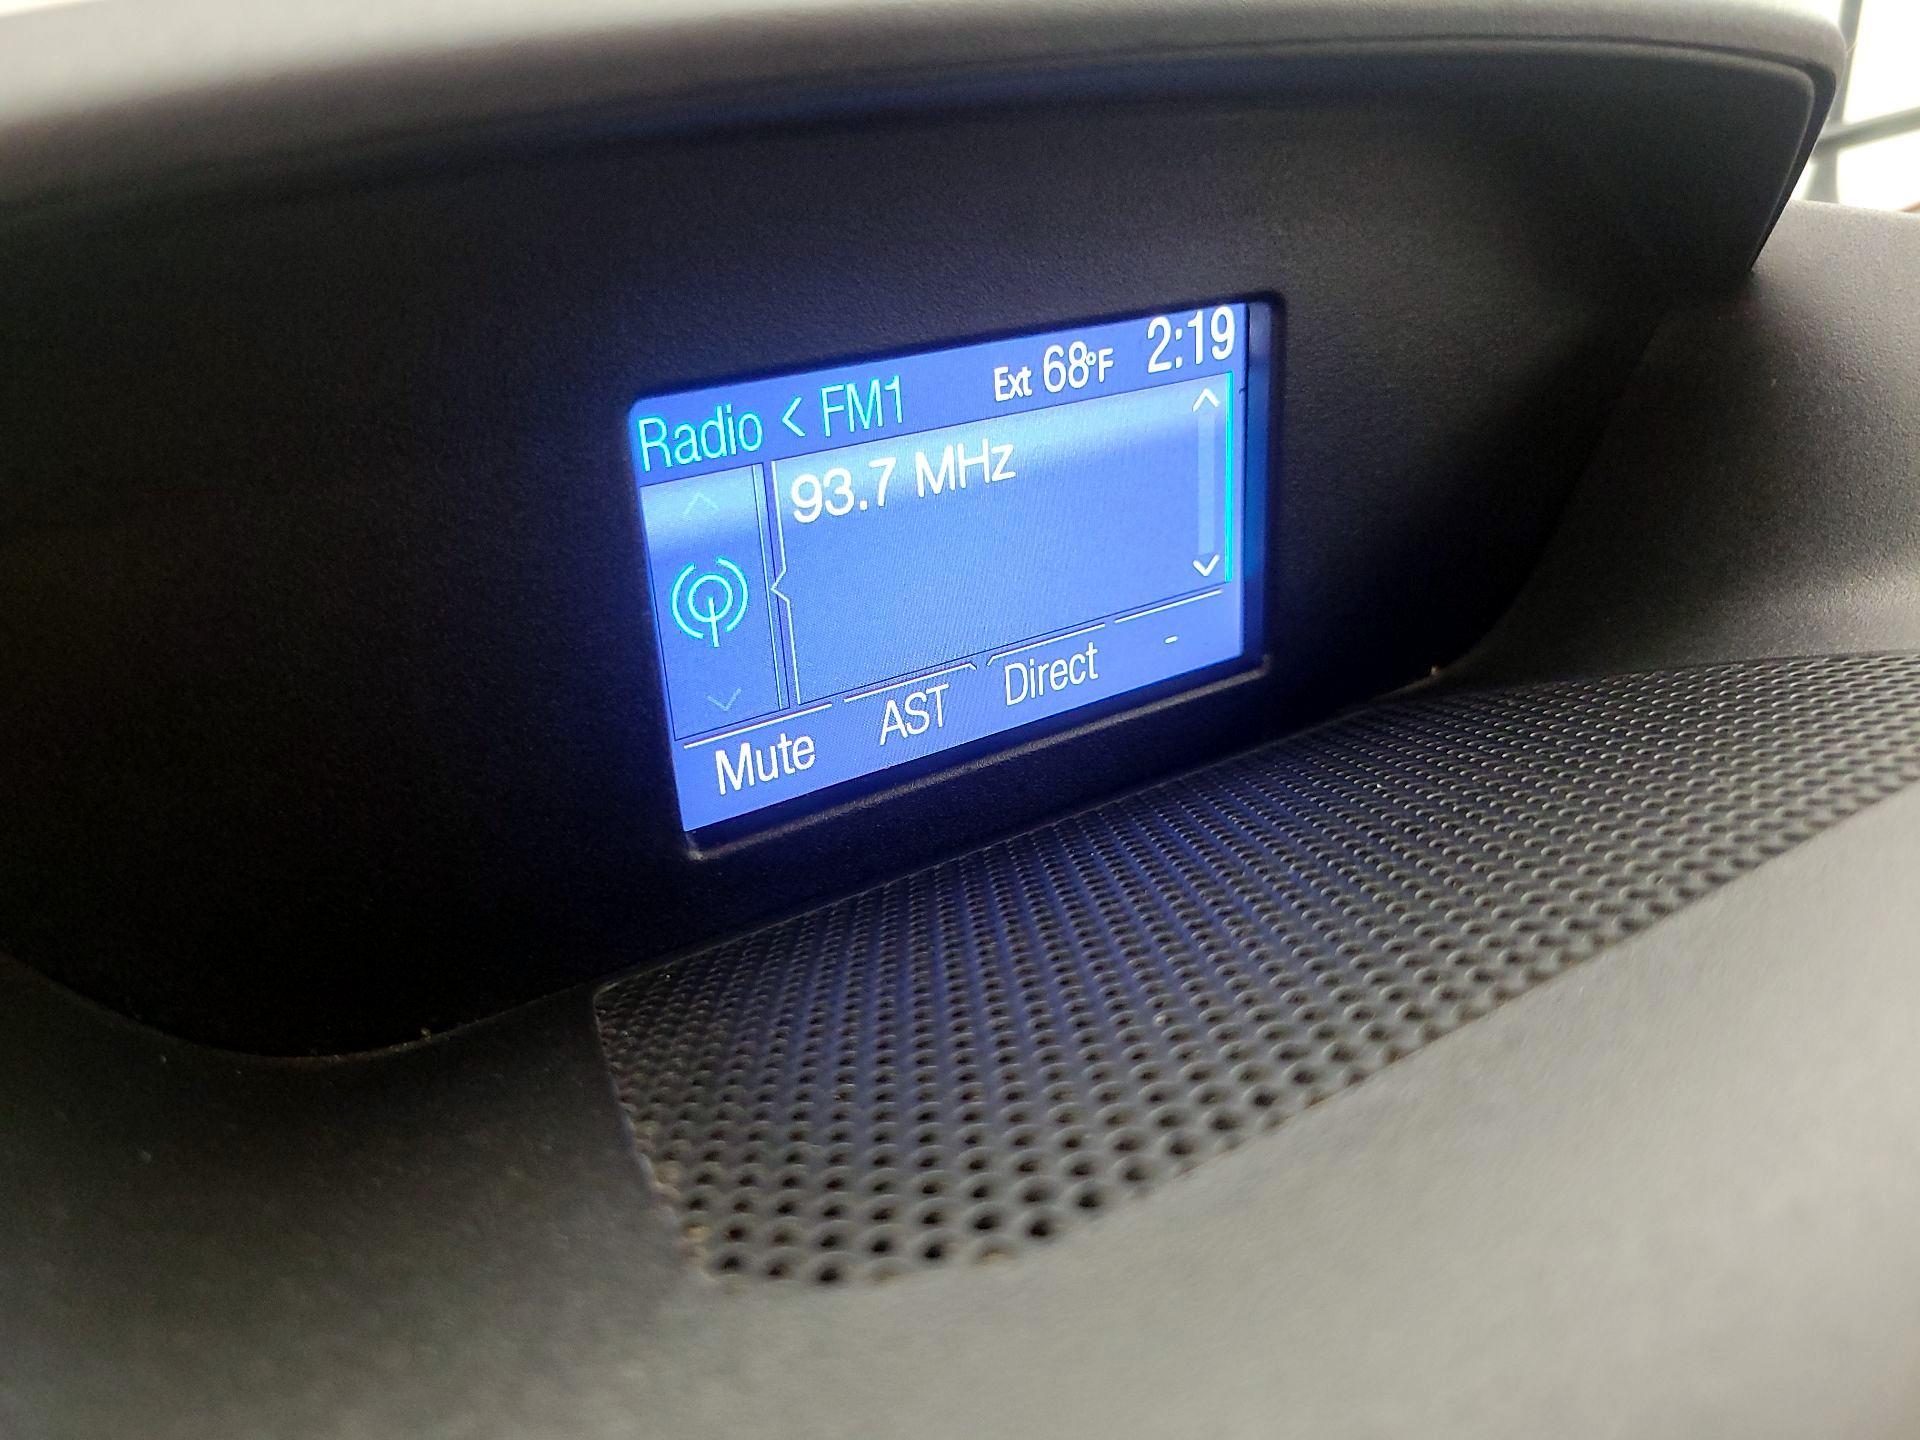 Radio < FM1 Ext 68°F 2:19
93.7 MHz
Mute AST Direct -